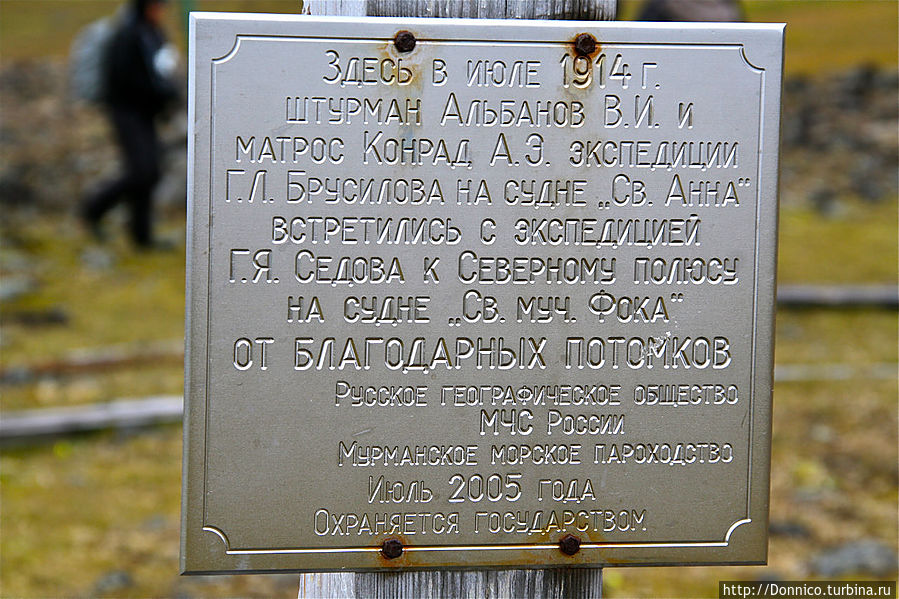 Здесь в июле 1914 г.
штурман Альбанов В.И. и
матрос Конрад А.Э. экспедиции
Г.Л. Брусилова на судне „Св. Анна"
встретились с экспедицией
Г.Я. Седова к Северному полюсу
на судне „Св. муч. Фока"
от благодарных потомков
Русское географическое общество
МЧС России
Мурманское морское пароходство
Июль 2005 года
Охраняется государством
http://Donnico.turbina.ru